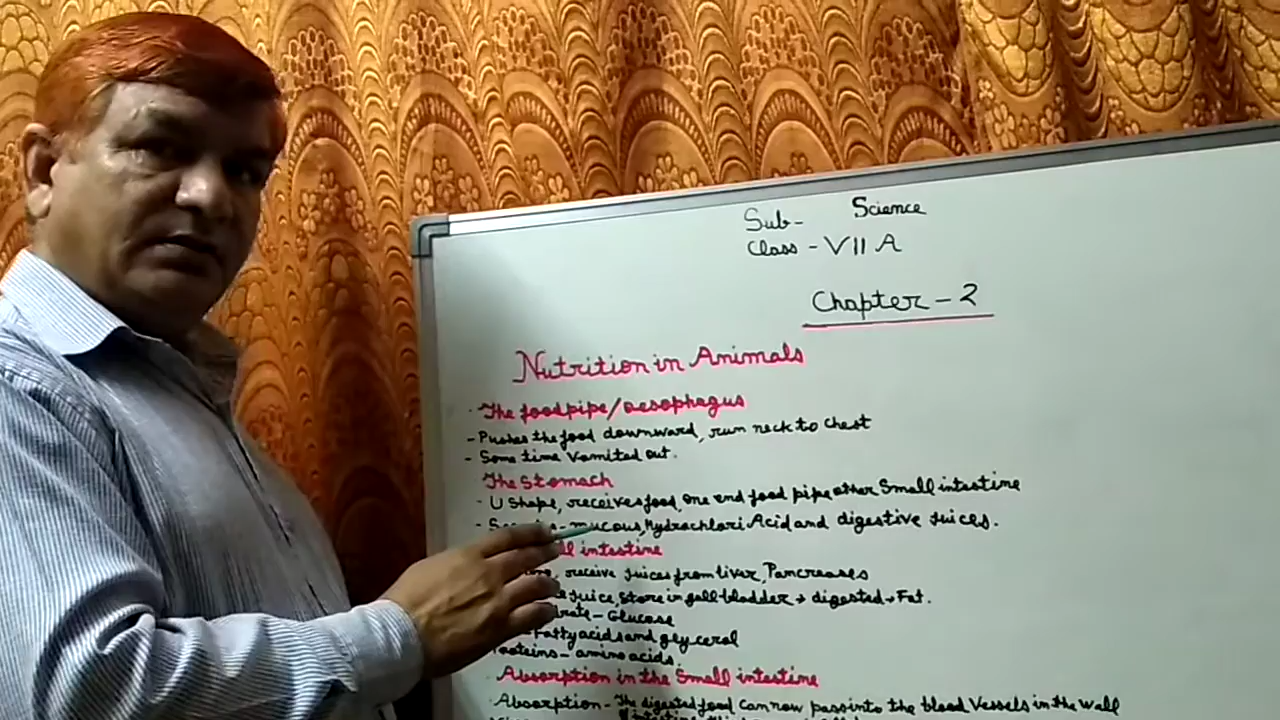 Sub- Science
Class - VII A
Chapter - 2
Nutrition in Animals
· The foodpipe/oesophagus
- Pushes the food downward, run neck to chest
- Some time vomited out.
The Stomach
- U Shape, receives food, one end food pipe other Small intestine
- mucous, Hydrochlori Acid and digestive Juices.
intestine
receive Juices from liver, Pancreases
Juice, Store in gall bladder → digested → Fat.
- Glucose
Fatty acids and glyceral
Proteins - amino acids
· Absorption in the Small intestine
· Absorption - The digested food can now pass into the blood Vessels in the wall